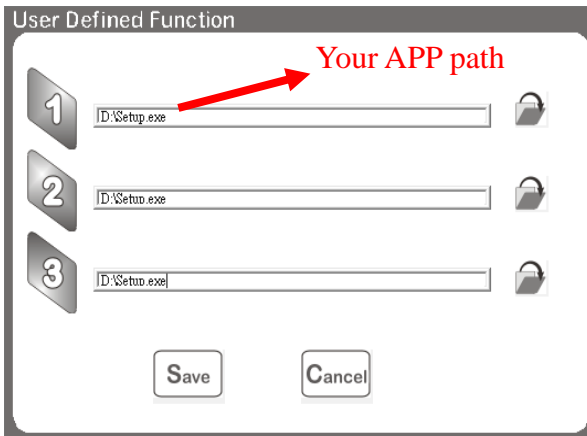 User Defined Function
Your APP path
1
D:\Setup.exe
2
D:\Setup.exe
3
D:\Setup.exe
Save
Cancel